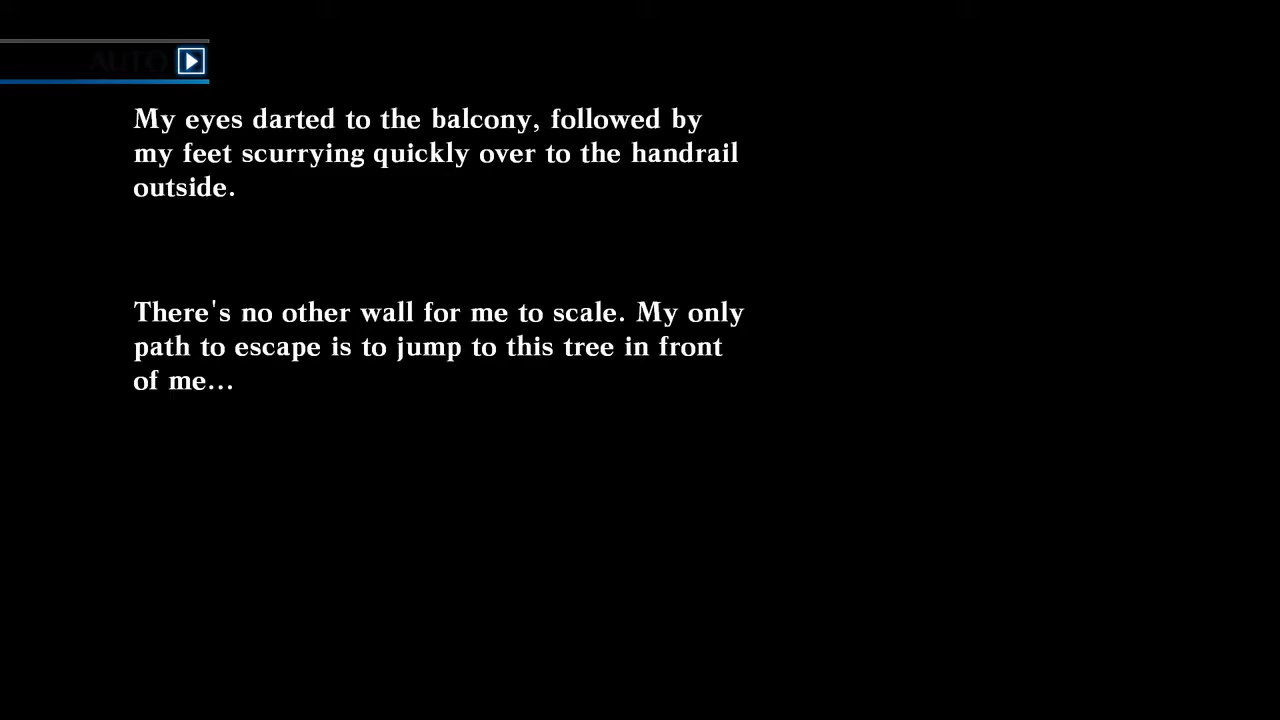 AUTO
My eyes darted to the balcony, followed by
my feet scurrying quickly over to the handrail
outside.
There's no other wall for me to scale. My only
path to escape is to jump to this tree in front
of me...